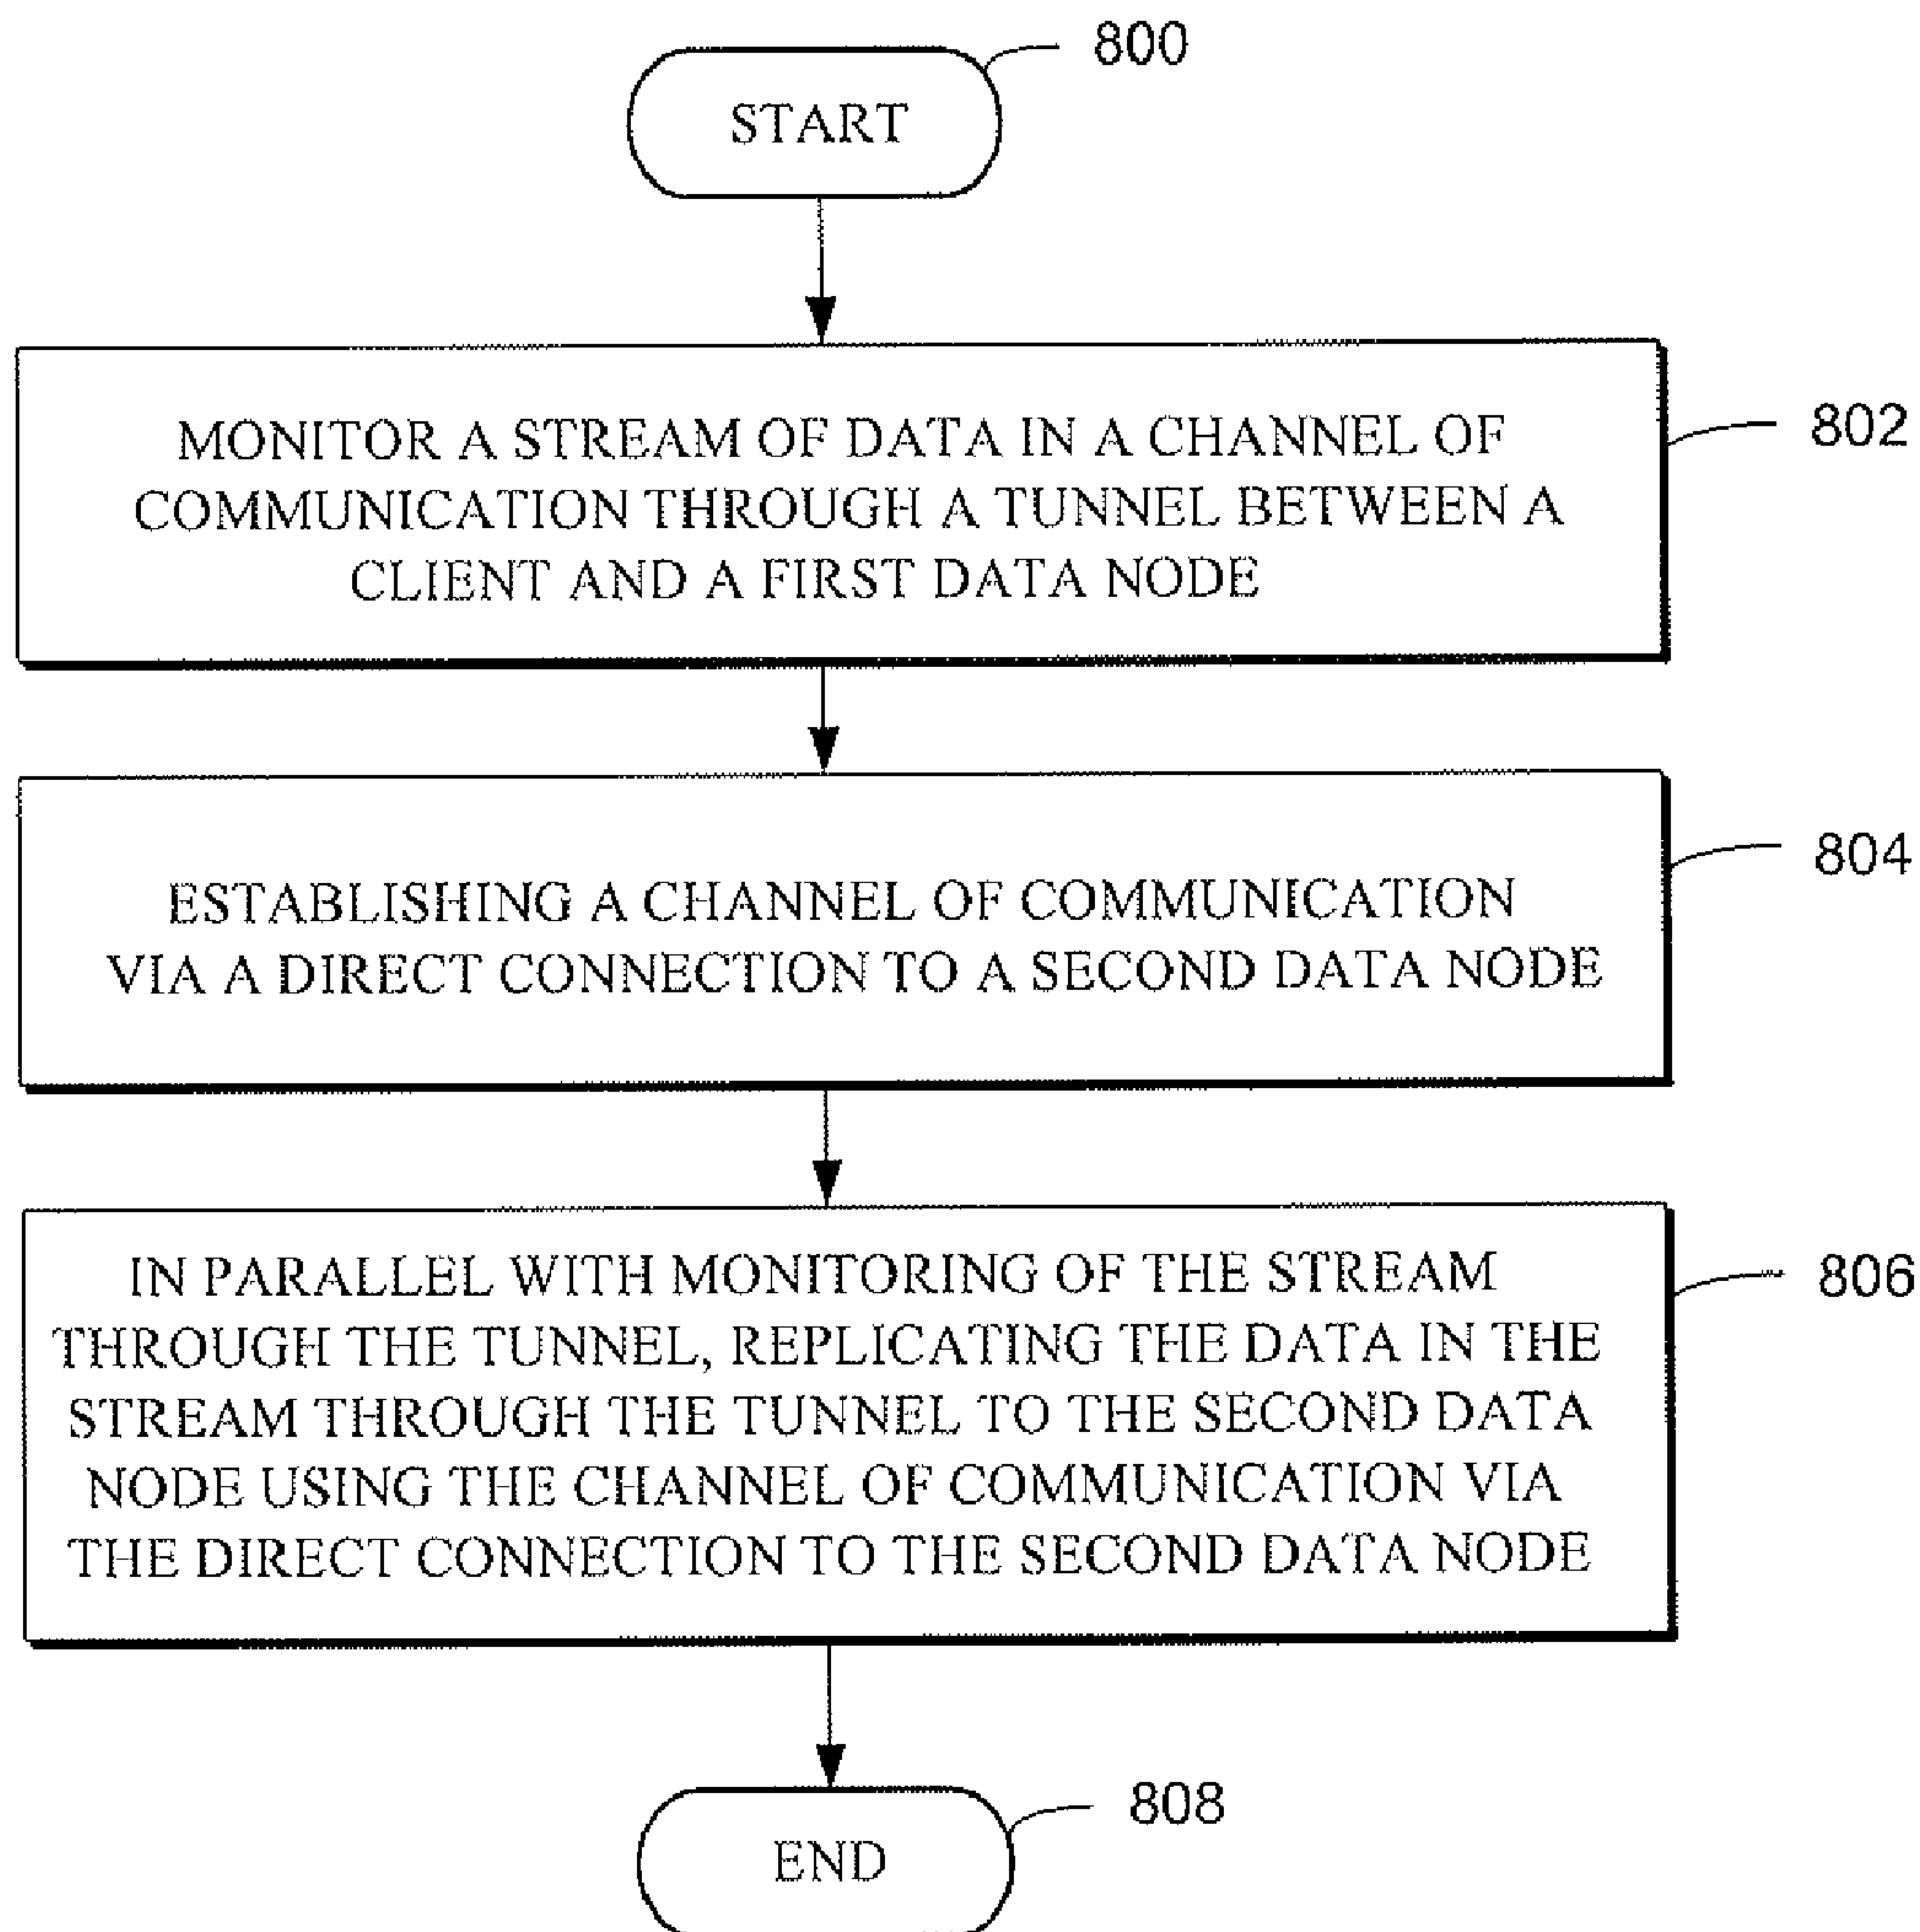 800
START
MONITOR A STREAM OF DATA IN A CHANNEL OF
COMMUNICATION THROUGH A TUNNEL BETWEEN A
CLIENT AND A FIRST DATA NODE
802
ESTABLISHING A CHANNEL OF COMMUNICATION
VIA A DIRECT CONNECTION TO A SECOND DATA NODE
804
IN PARALLEL WITH MONITORING OF THE STREAM
THROUGH THE TUNNEL, REPLICATING THE DATA IN THE
STREAM THROUGH THE TUNNEL TO THE SECOND DATA
NODE USING THE CHANNEL OF COMMUNICATION VIA
THE DIRECT CONNECTION TO THE SECOND DATA NODE
806
808
END